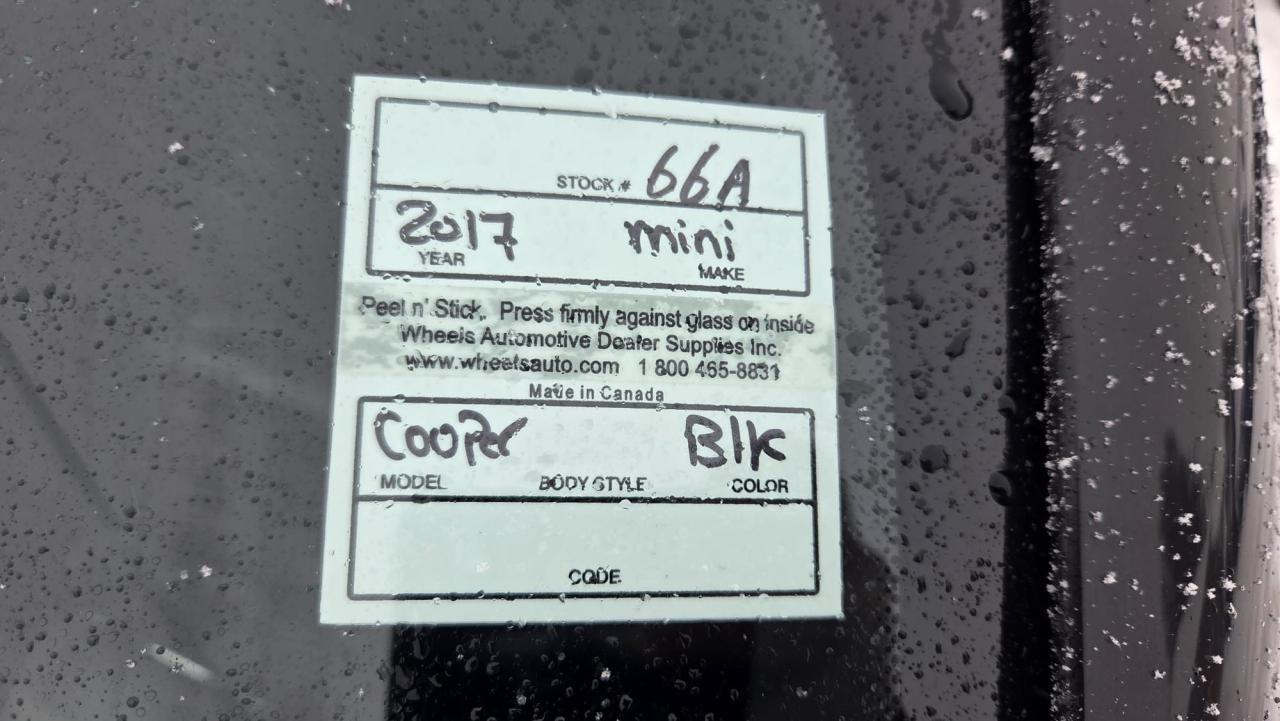 STOCK # 66A
2017 mini
YEAR MAKE
Peel n' Stick. Press firmly against glass on inside
Wheels Automotive Dealer Supplies Inc.
www.wheelsauto.com 1 800 465-8831
Made in Canada
Cooper Blk
MODEL BODY STYLE COLOR
CODE